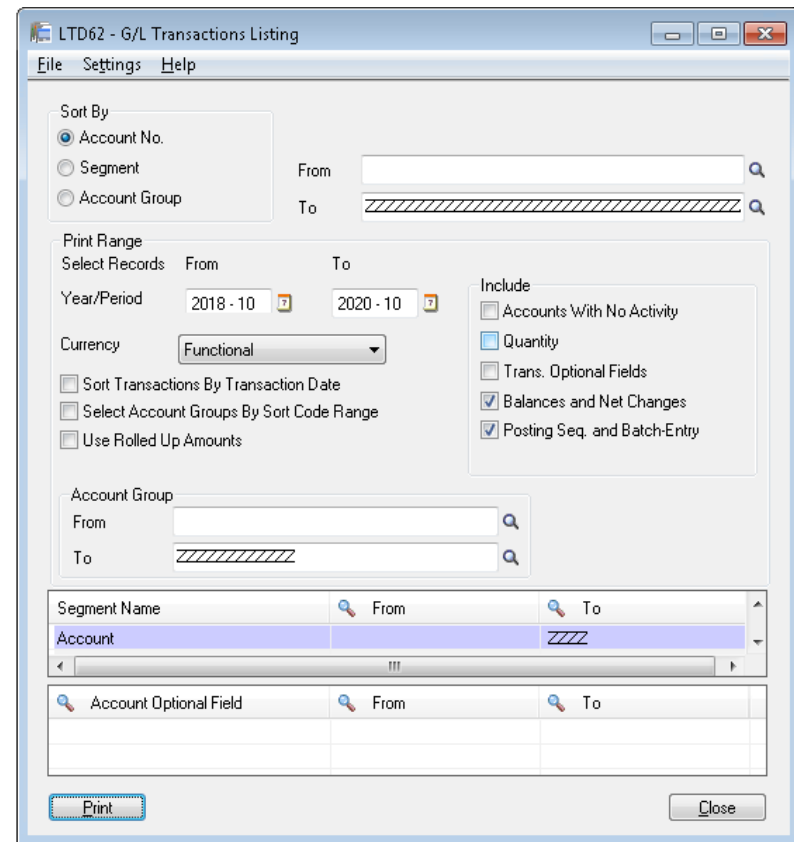 LTD62 - G/L Transactions Listing
File Settings Help
Sort By
Account No.
Segment
Account Group
From
To
Print Range
Select Records From To
Year/Period 2018 - 10 2020 - 10
Currency Functional
Sort Transactions By Transaction Date
Select Account Groups By Sort Code Range
Use Rolled Up Amounts
Include
Accounts With No Activity
Quantity
Trans. Optional Fields
Balances and Net Changes
Posting Seq. and Batch-Entry
Account Group
From
To ZZZZZZZZZZZZ
Segment Name From To
Account ZZZZ
Account Optional Field From To
Print Close